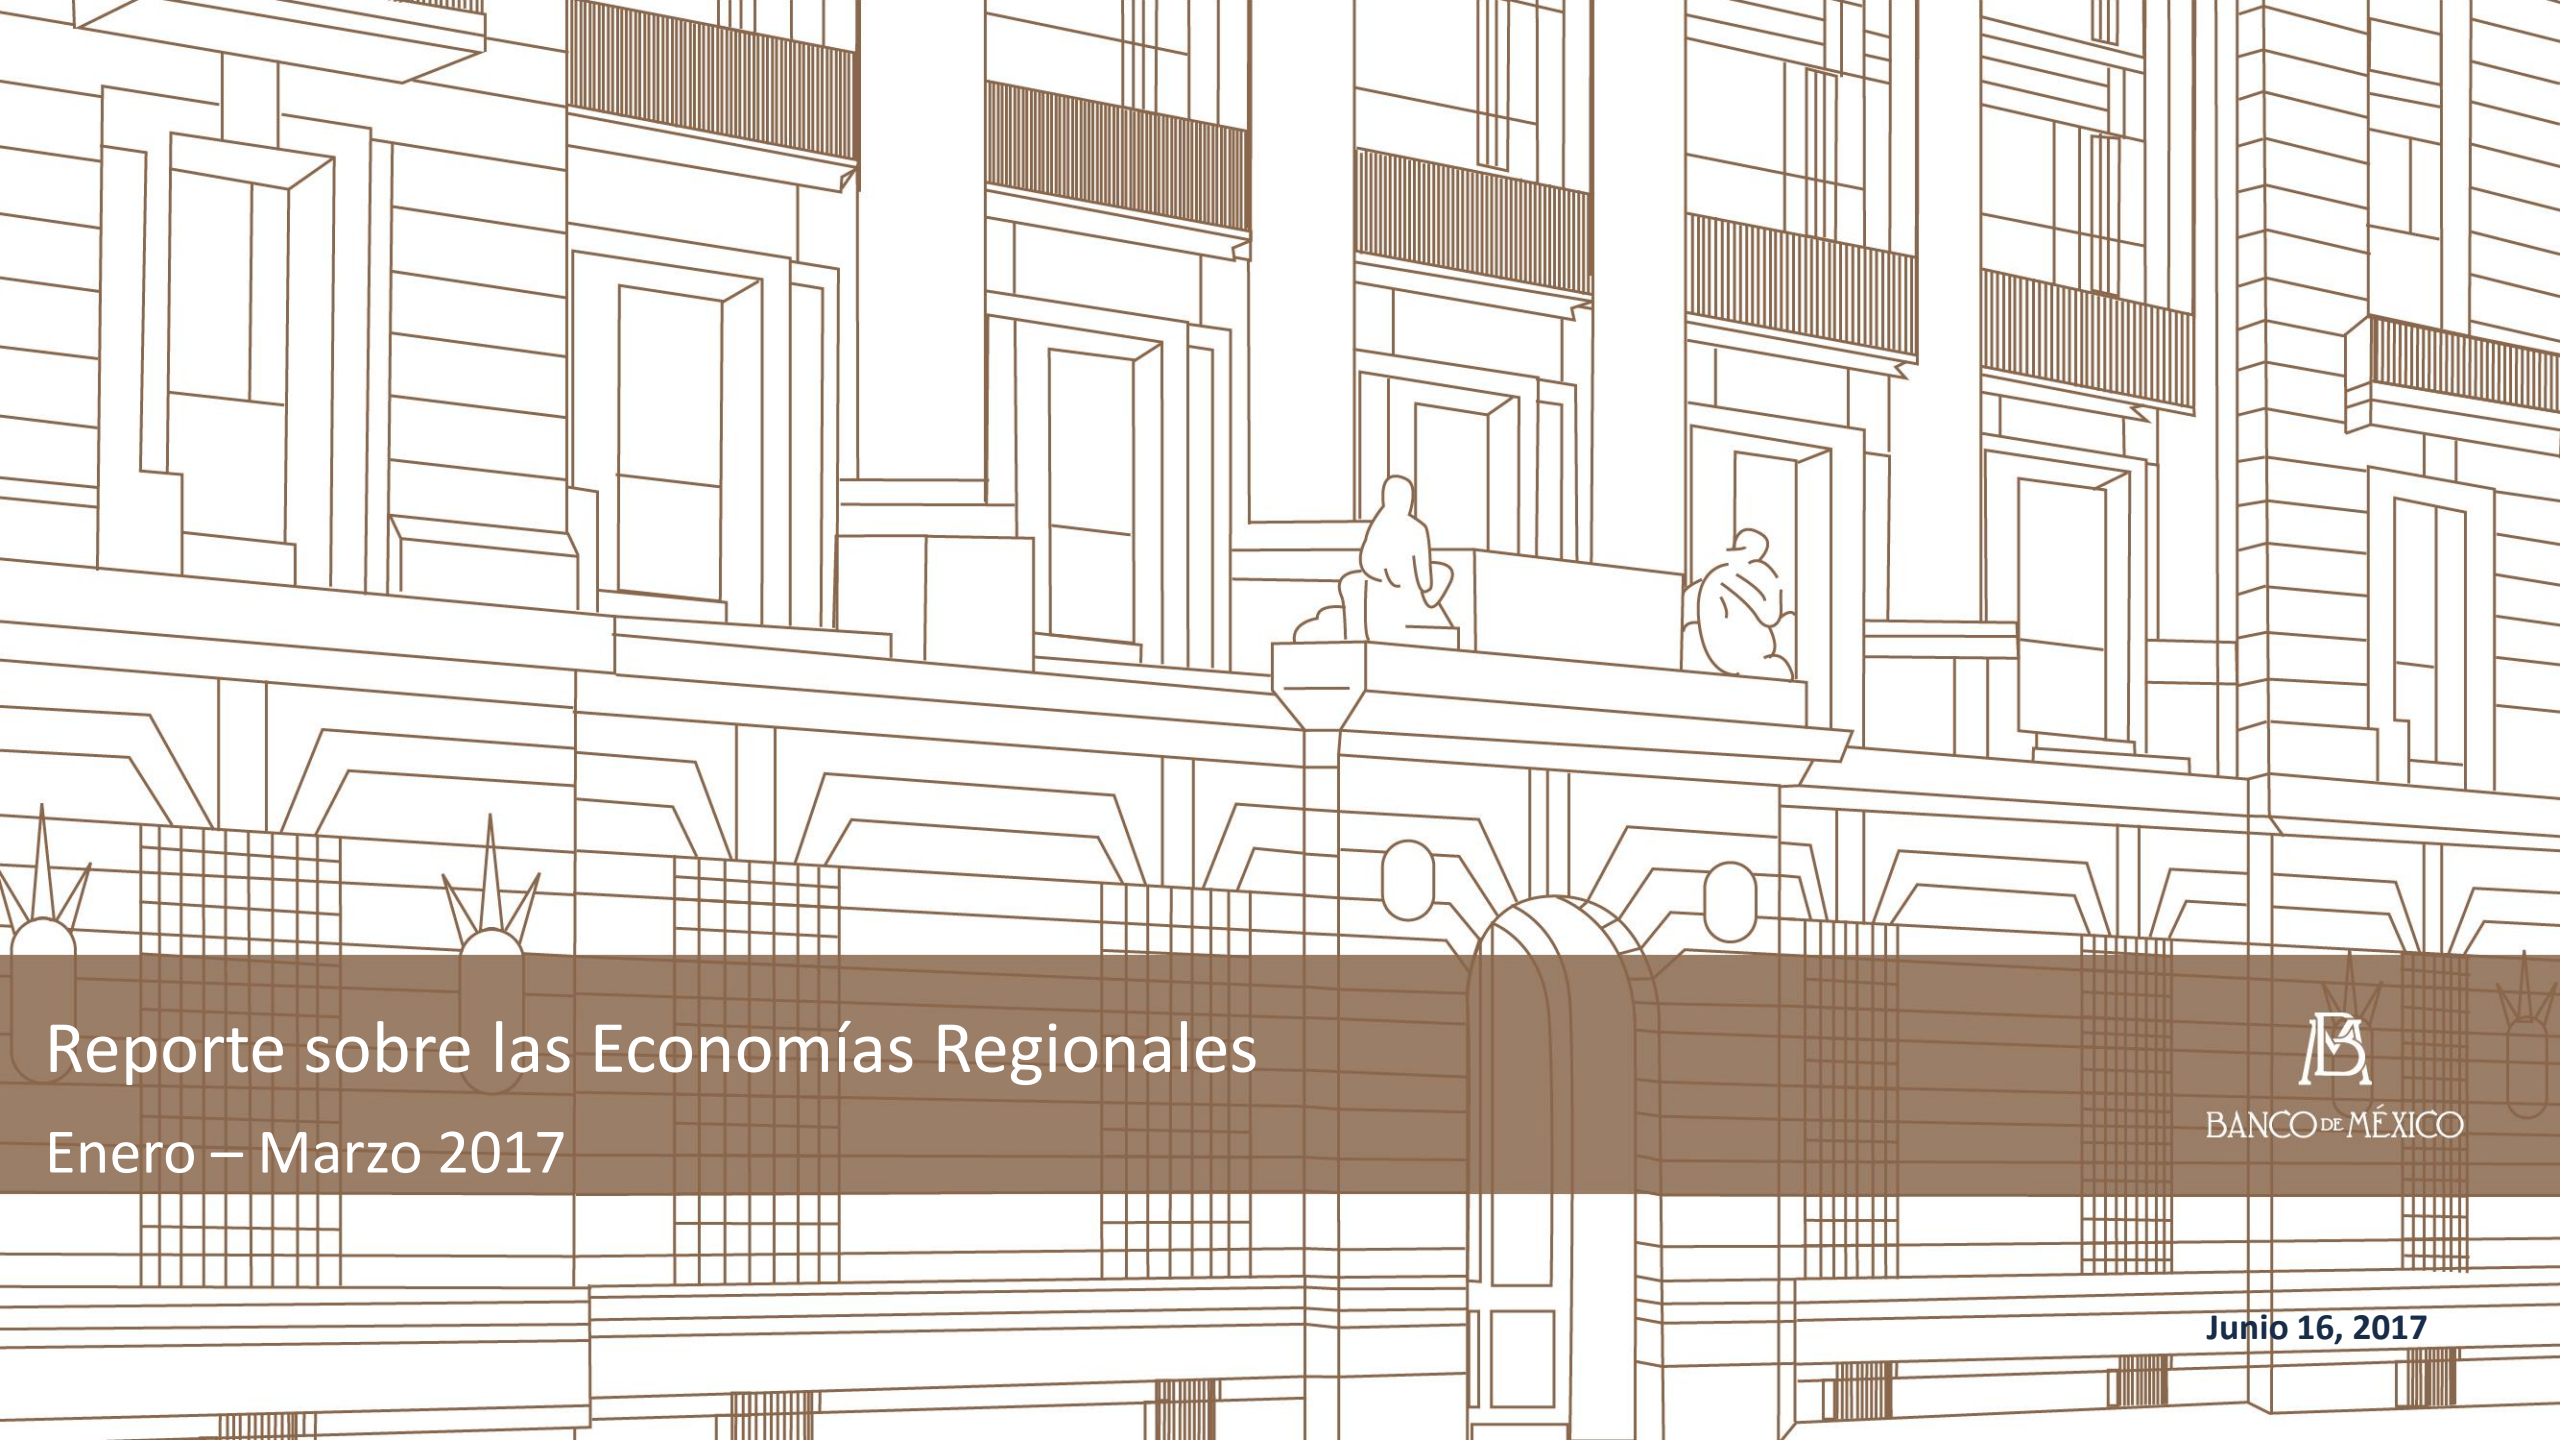 Reporte sobre las Economías Regionales
Enero – Marzo 2017
BANCO DE MÉXICO
Junio 16, 2017